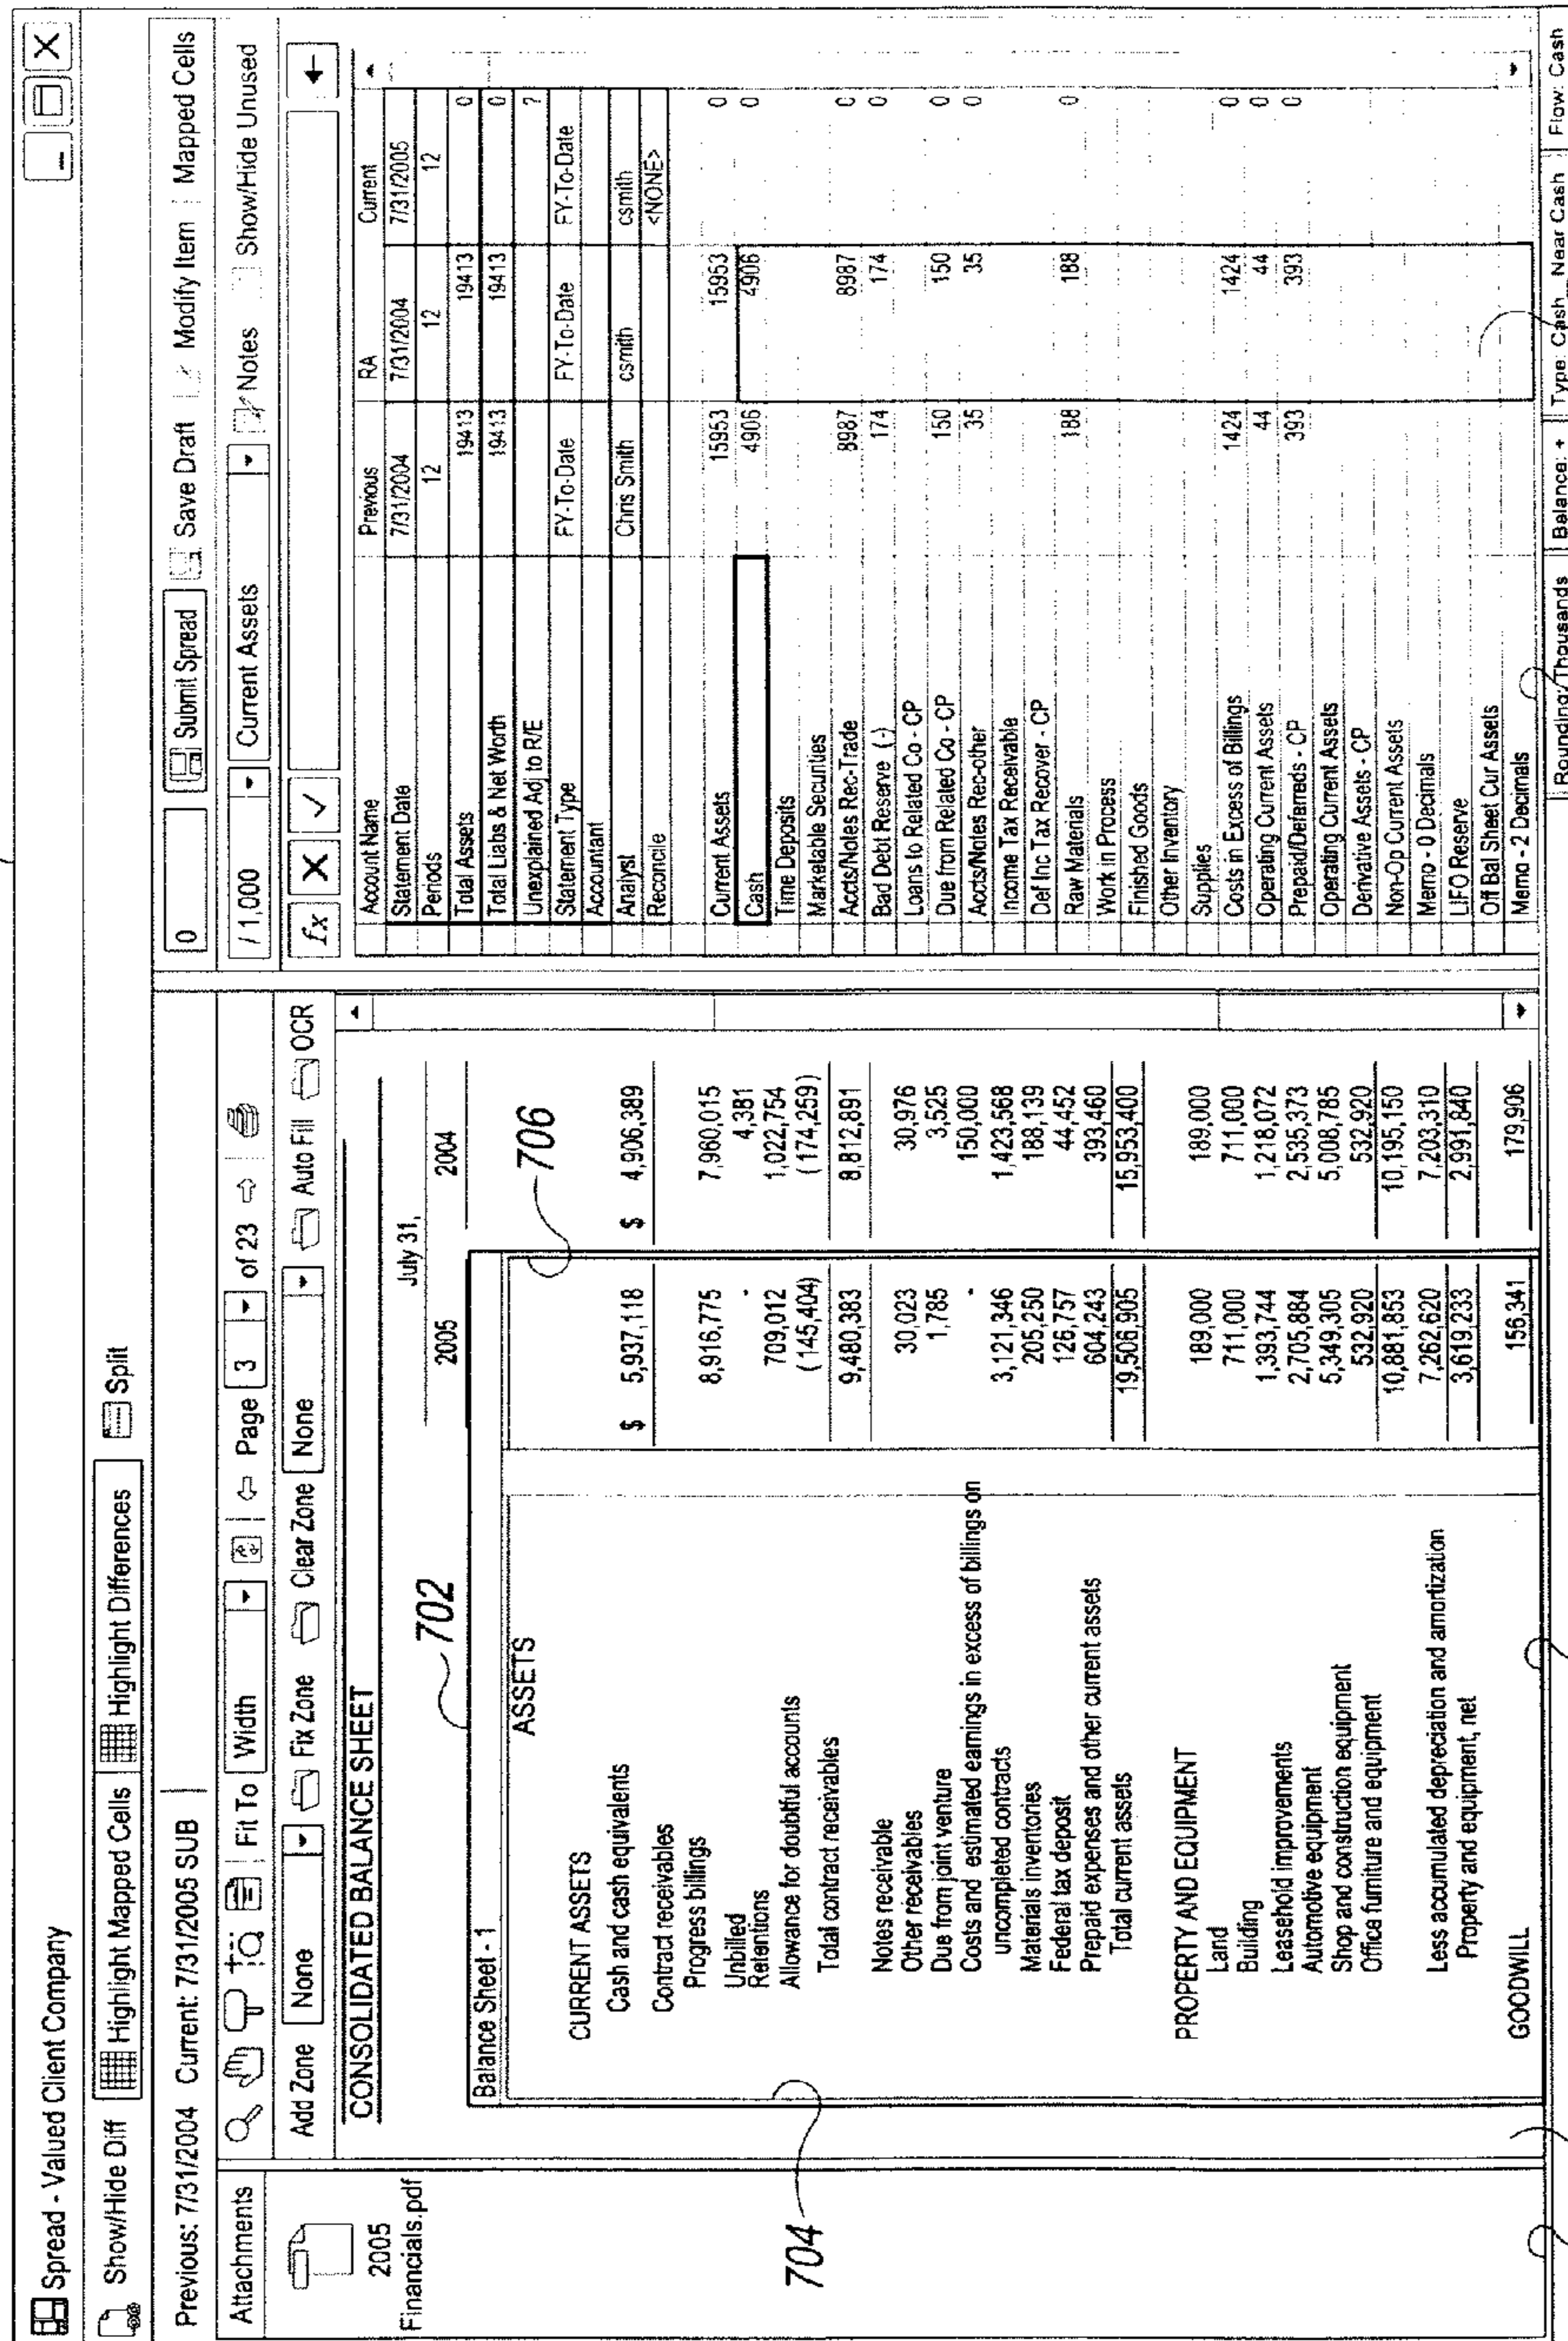 Spread - Valued Client Company
Show/Hide Diff Highlight Mapped Cells Highlight Differences Split
Previous: 7/31/2004 Current: 7/31/2005 SUB
Attachments
2005
Financials.pdf
Fit To Width Page 3 of 23
Add Zone None Fix Zone Clear Zone None Auto Fill OCR
CONSOLIDATED BALANCE SHEET
702
July 31,
2005 2004
Balance Sheet - 1
706
704
ASSETS
CURRENT ASSETS
Cash and cash equivalents $ 5,937,118 $ 4,906,389
Contract receivables
Progress billings 8,916,775 7,960,015
Unbilled - 4,381
Retentions 709,012 1,022,754
Allowance for doubtful accounts (145,404) (174,259)
Total contract receivables 9,480,383 8,812,891
Notes receivable 30,023 30,976
Other receivables 1,785 3,525
Due from joint venture - 150,000
Costs and estimated earnings in excess of billings on
uncompleted contracts 3,121,346 1,423,568
Materials inventories 205,250 188,139
Federal tax deposit 126,757 44,452
Prepaid expenses and other current assets 604,243 393,460
Total current assets 19,506,905 15,953,400
PROPERTY AND EQUIPMENT
Land 189,000 189,000
Building 711,000 711,000
Leasehold improvements 1,393,744 1,218,072
Automotive equipment 2,705,884 2,535,373
Shop and construction equipment 5,349,305 5,008,785
Office furniture and equipment 532,920 532,920
10,881,853 10,195,150
Less accumulated depreciation and amortization 7,262,620 7,203,310
Property and equipment, net 3,619,233 2,991,840
GOODWILL 156,341 179,906
0 Submit Spread Save Draft Modify Item Mapped Cells
/ 1,000 Current Assets Notes Show/Hide Unused
fx X ✓
Account Name Previous RA Current
Statement Date 7/31/2004 7/31/2004 7/31/2005
Periods 12 12 12
Total Assets 19413 19413 0
Total Liabs & Net Worth 19413 19413 0
Unexplained Adj to R/E ?
Statement Type FY-To-Date FY-To-Date FY-To-Date
Accountant
Analyst Chris Smith csmith csmith
Reconcile <NONE>
Current Assets 15953 15953 0
Cash 4906 4906 0
Time Deposits
Marketable Securities
Accts/Notes Rec-Trade 8987 8987 0
Bad Debt Reserve (-) 174 174 0
Loans to Related Co - CP
Due from Related Co - CP 150 150 0
Accts/Notes Rec-other 35 35 0
Income Tax Receivable
Def Inc Tax Recover - CP
Raw Materials 188 188 0
Work in Process
Finished Goods
Other Inventory
Supplies
Costs in Excess of Billings 1424 1424 0
Operating Current Assets 44 44 0
Prepaid/Deferreds - CP 393 393 0
Operating Current Assets
Derivative Assets - CP
Non-Op Current Assets
Memo - 0 Decimals
LIFO Reserve
Off Bal Sheet Cur Assets
Memo - 2 Decimals
Rounding: Thousands Balance: + Type: Cash_Near Cash Flow: Cash